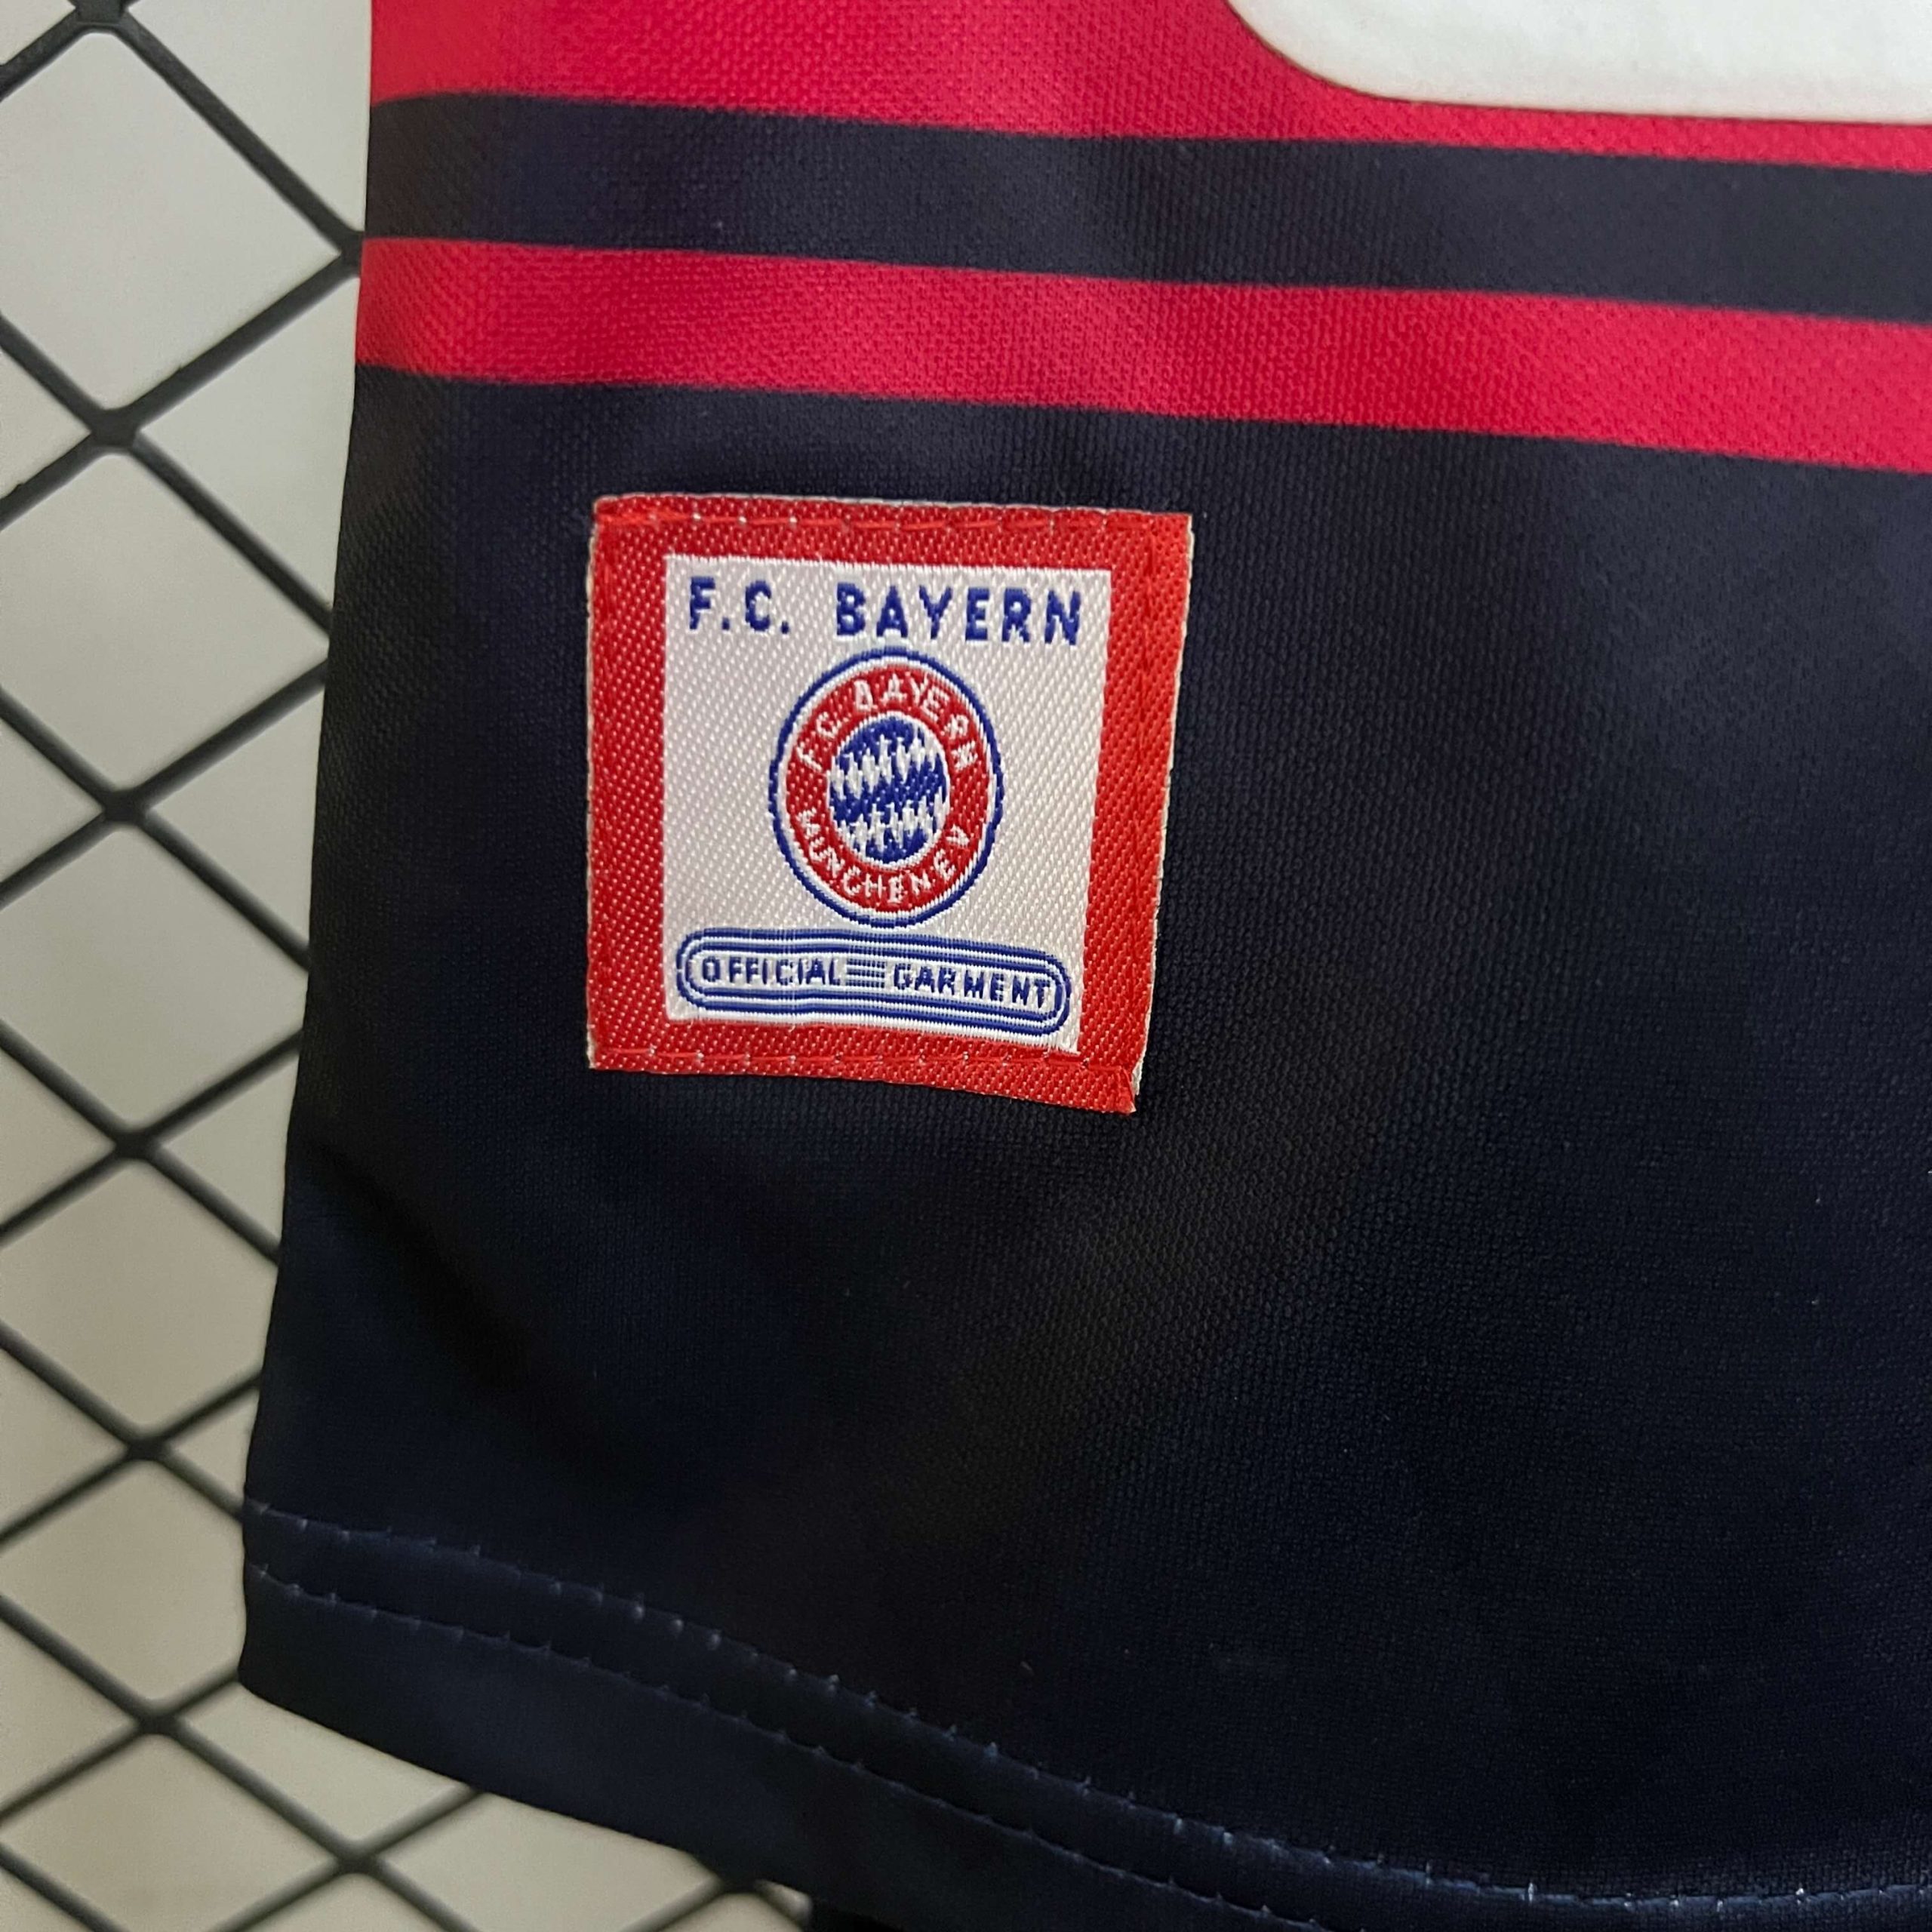 F.C. BAYERN
F.C. BAYERN
MÜNCHEN E.V.
OFFICIAL GARMENT